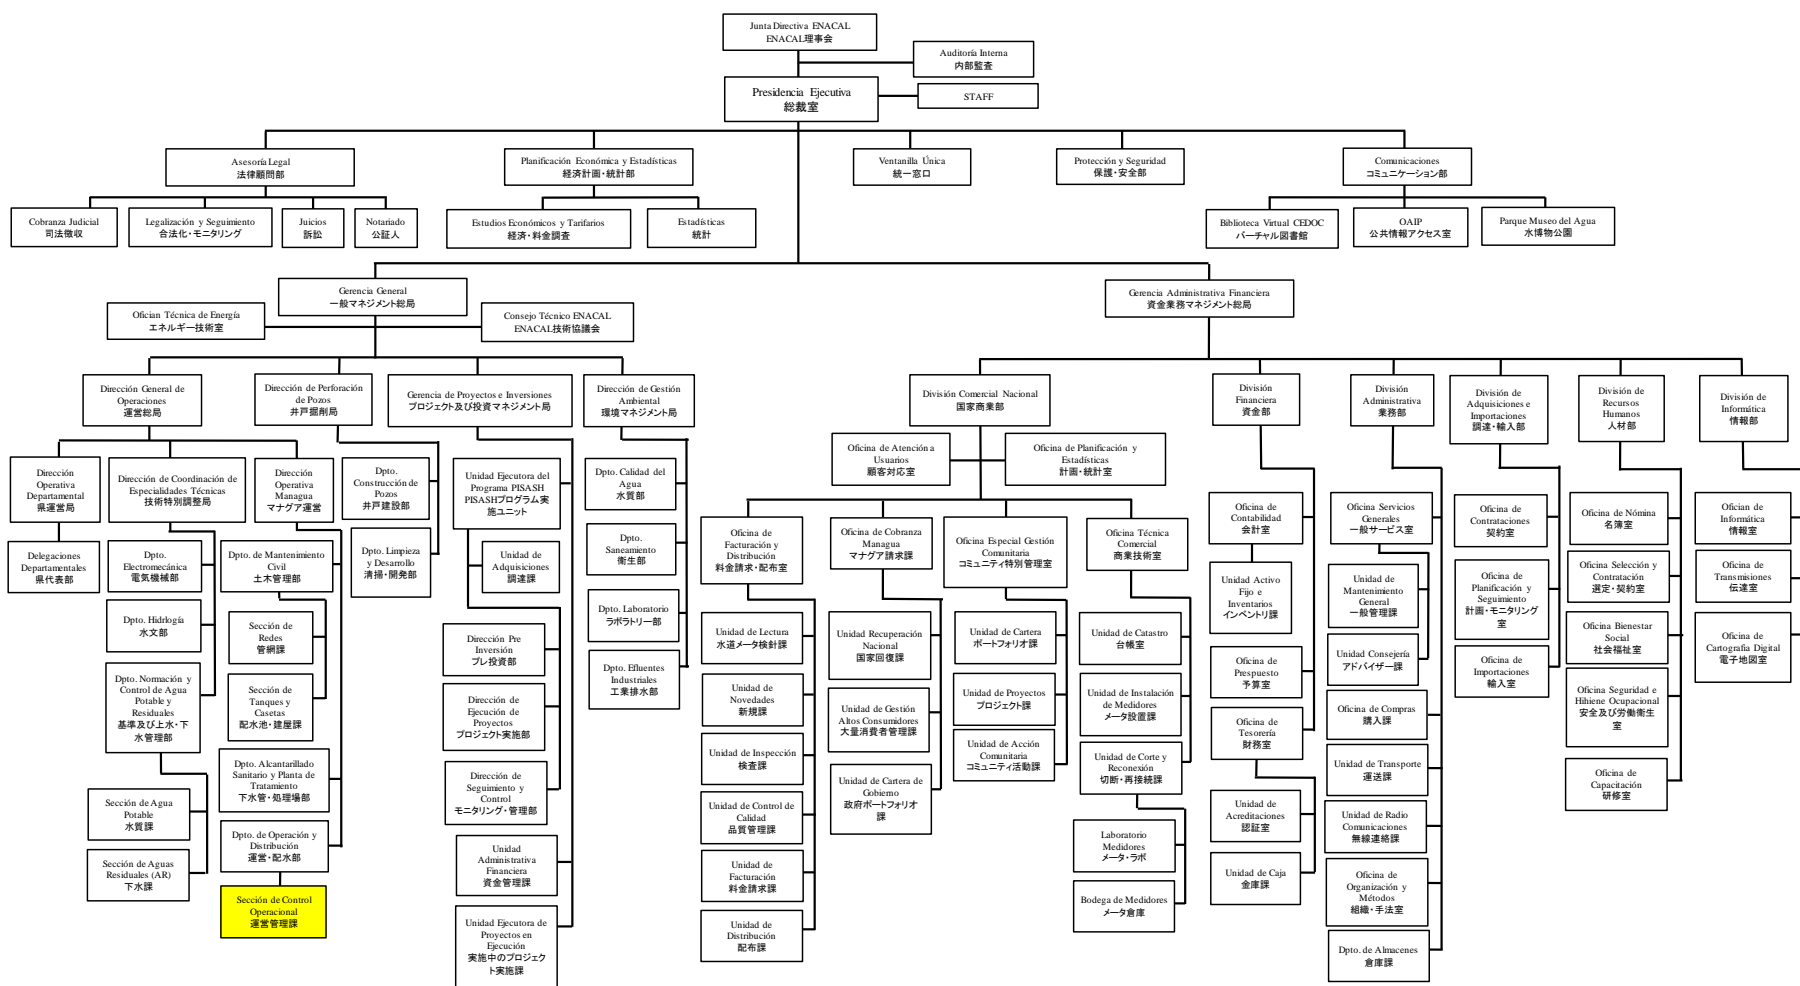 Junta Directiva ENACAL
ENACAL理事会
Auditoría Interna
内部監査
Presidencia Ejecutiva
総裁室
STAFF
Asesoría Legal
法律顧問部
Planificación Económica y Estadísticas
経済計画・統計部
Ventanilla Única
統一窓口
Protección y Seguridad
保護・安全部
Comunicaciones
コミュニケーション部
Cobranza Judicial
司法徴収
Legalización y Seguimiento
合法化・モニタリング
Juicios
訴訟
Notariado
公証人
Estudios Económicos y Tarifarios
経済・料金調査
Estadísticas
統計
Biblioteca Virtual CEDOC
バーチャル図書館
OAIP
公共情報アクセス室
Parque Museo del Agua
水博物公園
Gerencia General
一般マネジメント総局
Gerencia Administrativa Financiera
資金業務マネジメント総局
Ofician Técnica de Energía
エネルギー技術室
Consejo Técnico ENACAL
ENACAL技術協議会
Dirección General de
Operaciones
運営総局
Dirección de Perforación
de Pozos
井戸掘削局
Gerencia de Proyectos e Inversiones
プロジェクト及び投資マネジメント局
Dirección de Gestión
Ambiental
環境マネジメント局
División Comercial Nacional
国家商業部
División
Financiera
資金部
División
Administrativa
業務部
División de
Adquisiciones e
Importaciones
調達・輸入部
División de
Recursos
Humanos
人材部
División de
Informática
情報部
Oficina de Atención a
Usuarios
顧客対応室
Oficina de Planificación y
Estadísticas
計画・統計室
Dirección
Operativa
Departamental
県運営局
Dirección de Coordinación de
Especialidades Técnicas
技術特別調整局
Dirección
Operativa
Managua
マナグア運営
Dpto.
Construcción de
Pozos
井戸建設部
Unidad Ejecutora del
Programa PISASH
PISASHプログラム実
施ユニット
Dpto. Calidad del
Agua
水質部
Delegaciones
Departamentales
県代表部
Dpto.
Electromecánica
電気機械部
Dpto. de Mantenimiento
Civil
土木管理部
Dpto. Limpieza
y Desarrollo
清掃・開発部
Unidad de
Adquisiciones
調達課
Dpto.
Saneamiento
衛生部
Oficina de
Facturación y
Distribución
料金請求・配布室
Oficina de Cobranza
Managua
マナグア請求課
Oficina Especial Gestión
Comunitaria
コミュニティ特別管理室
Oficina Técnica
Comercial
商業技術室
Oficina de
Contabilidad
会計室
Oficina Servicios
Generales
一般サービス室
Oficina de
Contrataciones
契約室
Oficina de Nómina
名簿室
Ofician de
Informática
情報室
Dpto. Hidrlogía
水文部
Sección de
Redes
管網課
Dirección Pre
Inversión
プレ投資部
Dpto. Laboratorio
ラボラトリー部
Unidad de Lectura
水道メータ検針課
Unidad Recuperación
Nacional
国家回復課
Unidad de Cartera
ポートフォリオ課
Unidad de Catastro
台帳室
Unidad Activo
Fijo e
Inventarios
インベントリ課
Unidad de
Mantenimiento
General
一般管理課
Oficina de
Planificación y
Seguimiento
計画・モニタリング
室
Oficina Selección y
Contratación
選定・契約室
Oficina de
Transmisiones
伝達室
Dpto. Normación y
Control de Agua
Potable y
Residuales
基準及び上水・下
水管理部
Sección de
Tanques y
Casetas
配水池・建屋課
Dirección de
Ejecución de
Proyectos
プロジェクト実施部
Dpto. Efluentes
Industriales
工業排水部
Unidad de
Novedades
新規課
Unidad de Gestión
Altos Consumidores
大量消費者管理課
Unidad de Proyectos
プロジェクト課
Unidad de Instalación
de Medidores
メータ設置課
Oficina de
Prespuesto
予算室
Unidad Consejería
アドバイザー課
Oficina de
Importaciones
輸入室
Oficina Bienestar
Social
社会福祉室
Oficina de
Cartografia Digital
電子地図室
Dpto. Alcantarillado
Sanitario y Planta de
Tratamiento
下水管・処理場部
Dirección de
Seguimiento y
Control
モニタリング・管理部
Unidad de Inspección
検査課
Unidad de Cartera de
Gobierno
政府ポートフォリオ
課
Unidad de Acción
Comunitaria
コミュニティ活動課
Unidad de Corte y
Reconexión
切断・再接続課
Oficina de
Tesorería
財務室
Oficina de Compras
購入課
Oficina Seguridad e
Hihiene Ocupacional
安全及び労働衛生
室
Sección de Agua
Potable
水質課
Dpto. de Operación y
Distribución
運営・配水部
Unidad
Administrativa
Financiera
資金管理課
Unidad de Control de
Calidad
品質管理課
Laboratorio
Medidores
メータ・ラボ
Unidad de
Acreditaciones
認証室
Unidad de Transporte
運送課
Oficina de
Capacitación
研修室
Sección de Aguas
Residuales (AR)
下水課
Sección de Control
Operacional
運営管理課
Unidad Ejecutora de
Proyectos en
Ejecución
実施中のプロジェク
ト実施課
Unidad de
Facturación
料金請求課
Bodega de Medidores
メータ倉庫
Unidad de Caja
金庫課
Unidad de Radio
Comunicaciones
無線連絡課
Unidad de
Distribución
配布課
Oficina de
Organización y
Métodos
組織・手法室
Dpto. de Almacenes
倉庫課